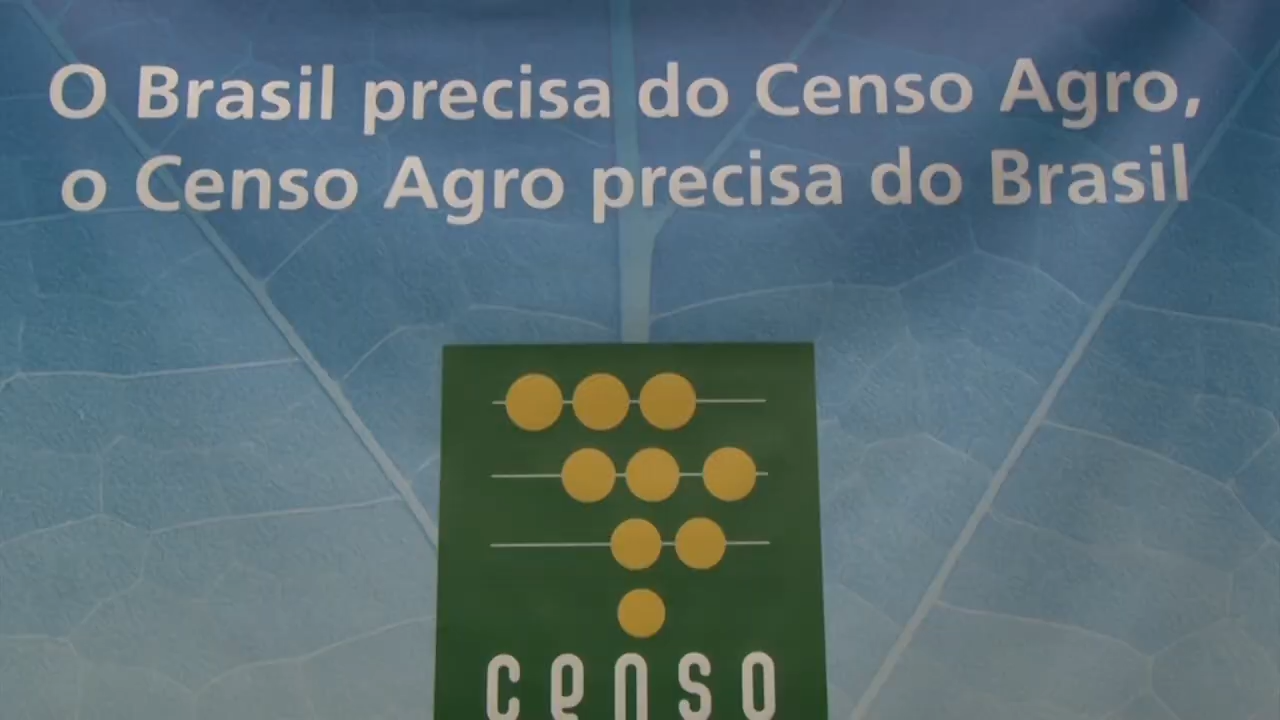 O Brasil precisa do Censo Agro,
o Censo Agro precisa do Brasil
censo